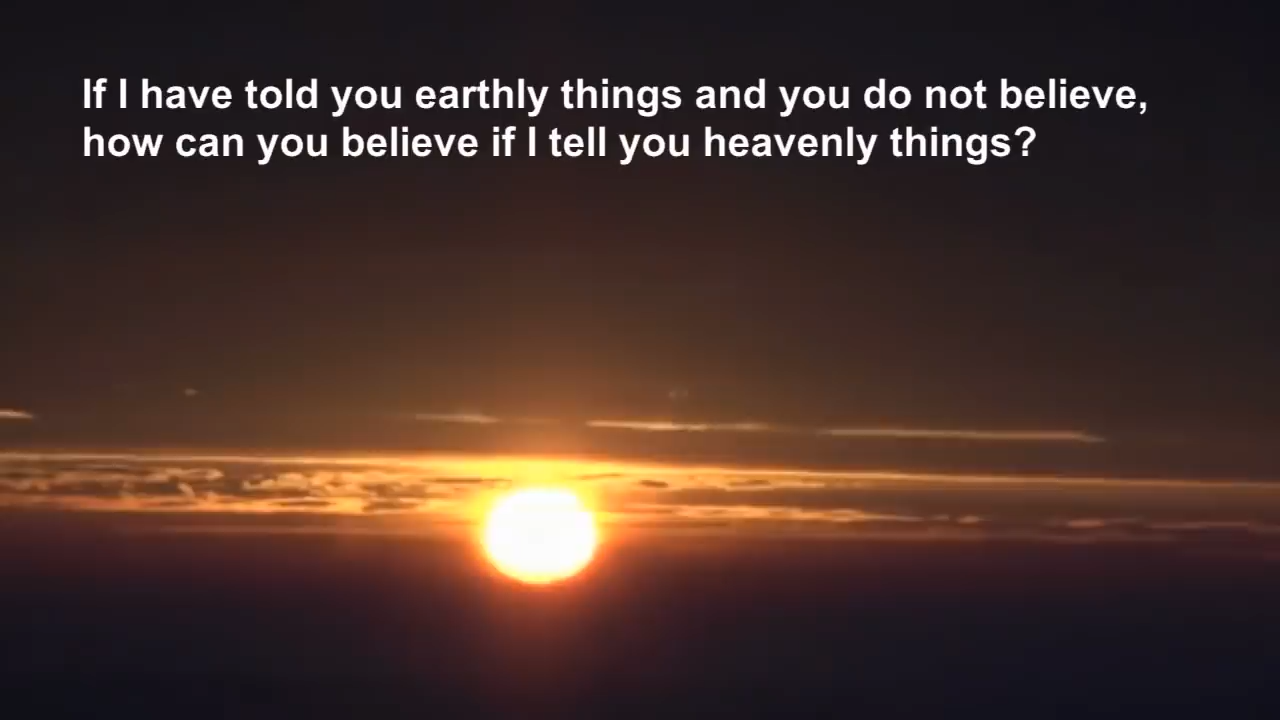 If I have told you earthly things and you do not believe,
how can you believe if I tell you heavenly things?